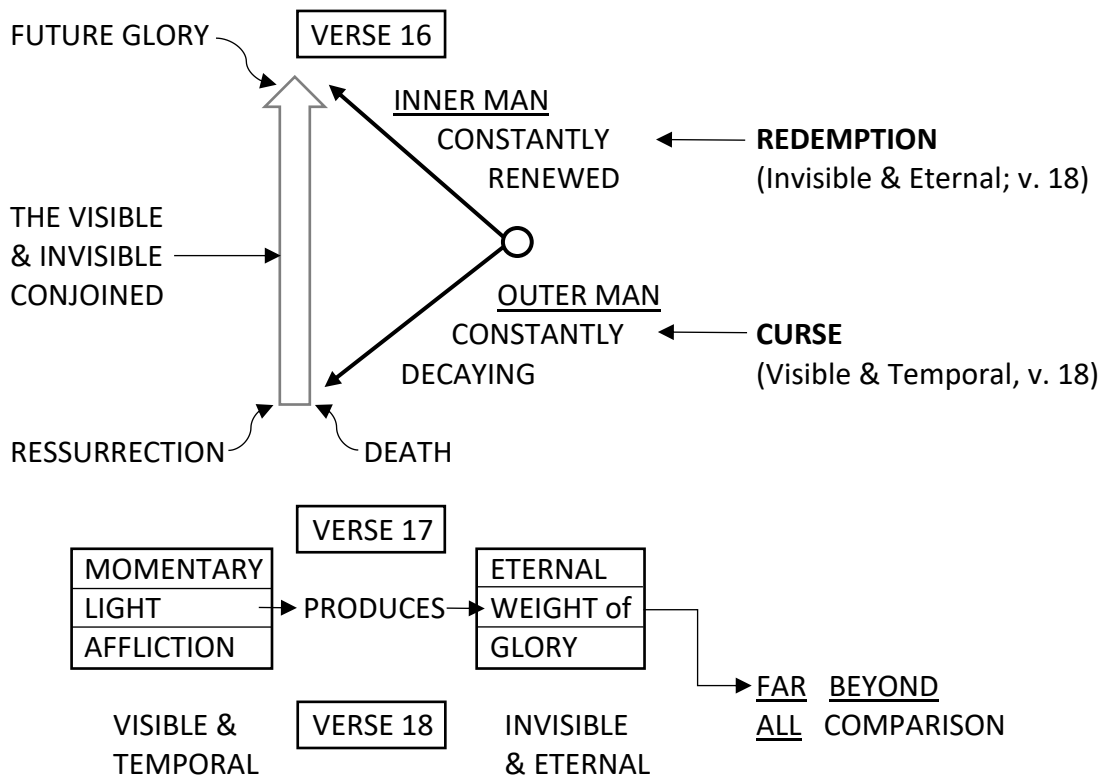 FUTURE GLORY
VERSE 16
INNER MAN
CONSTANTLY
RENEWED
REDEMPTION
(Invisible & Eternal; v. 18)
THE VISIBLE
& INVISIBLE
CONJOINED
OUTER MAN
CONSTANTLY
DECAYING
CURSE
(Visible & Temporal, v. 18)
RESSURRECTION
DEATH
VERSE 17
MOMENTARY
LIGHT
AFFLICTION
PRODUCES
ETERNAL
WEIGHT of
GLORY
FAR BEYOND
ALL COMPARISON
VISIBLE &
TEMPORAL
VERSE 18
INVISIBLE
& ETERNAL